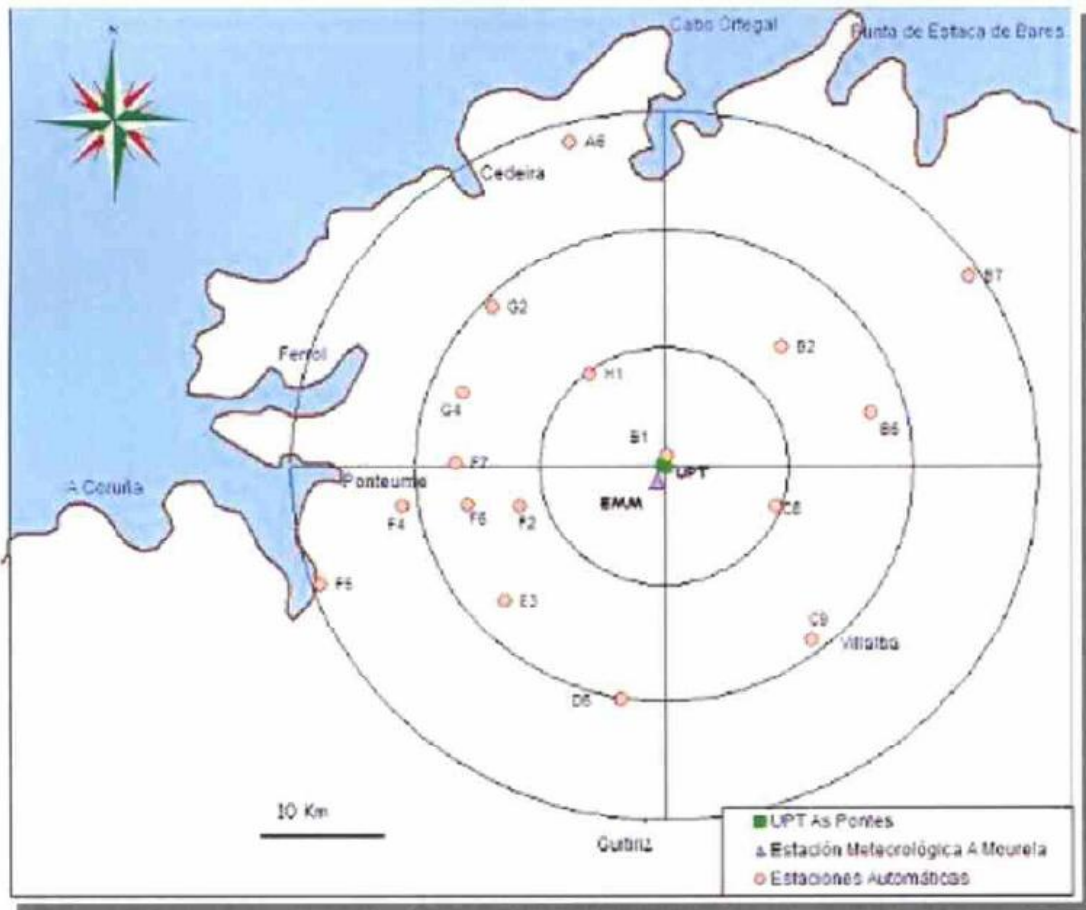 N
Cabo Ortegal
Punta de Estaca de Bares
A6
Cedeira
B7
G2
B2
Ferrol
H1
G4
B6
B1
F7
UPT
Ponteume
A Coruña
EMM
F4
F6
F2
C8
F5
E3
C9
Villalba
D6
10 Km
Guitiriz
UPT As Pontes
Estación Meteorológica A Mourela
Estaciones Automáticas